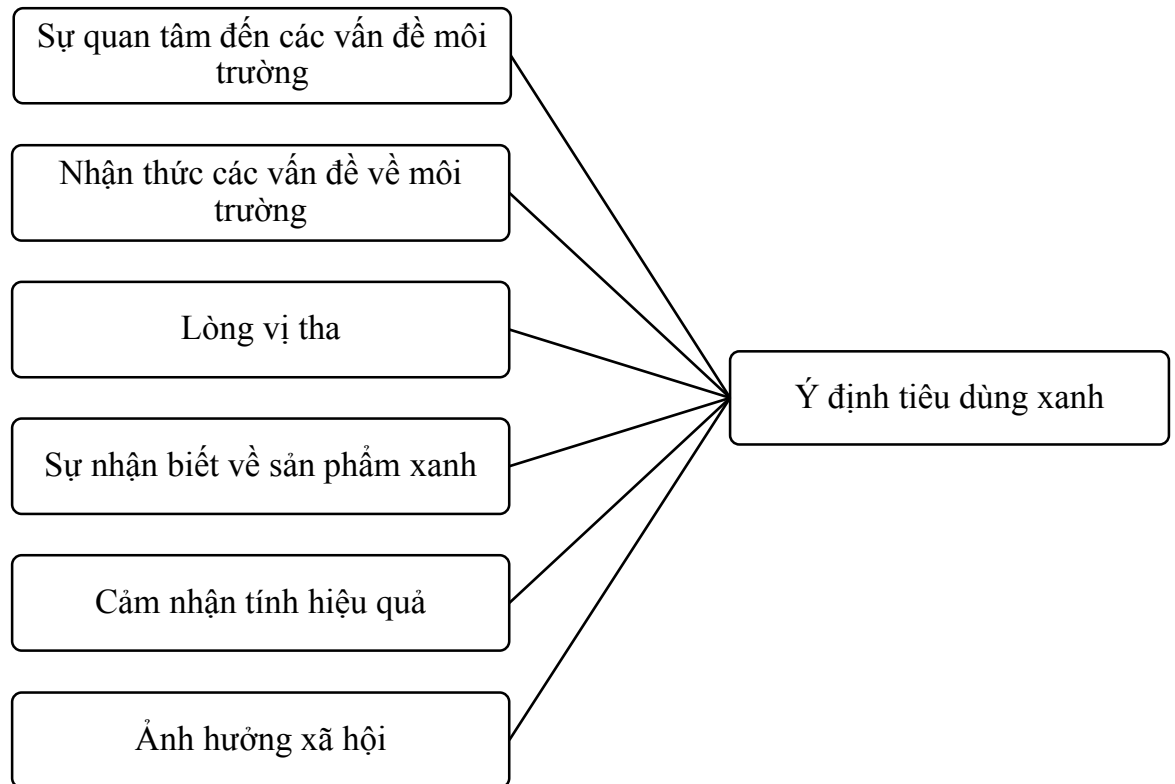 Sự quan tâm đến các vấn đề môi
trường
Nhận thức các vấn đề về môi
trường
Lòng vị tha
Sự nhận biết về sản phẩm xanh
Cảm nhận tính hiệu quả
Ảnh hưởng xã hội
Ý định tiêu dùng xanh